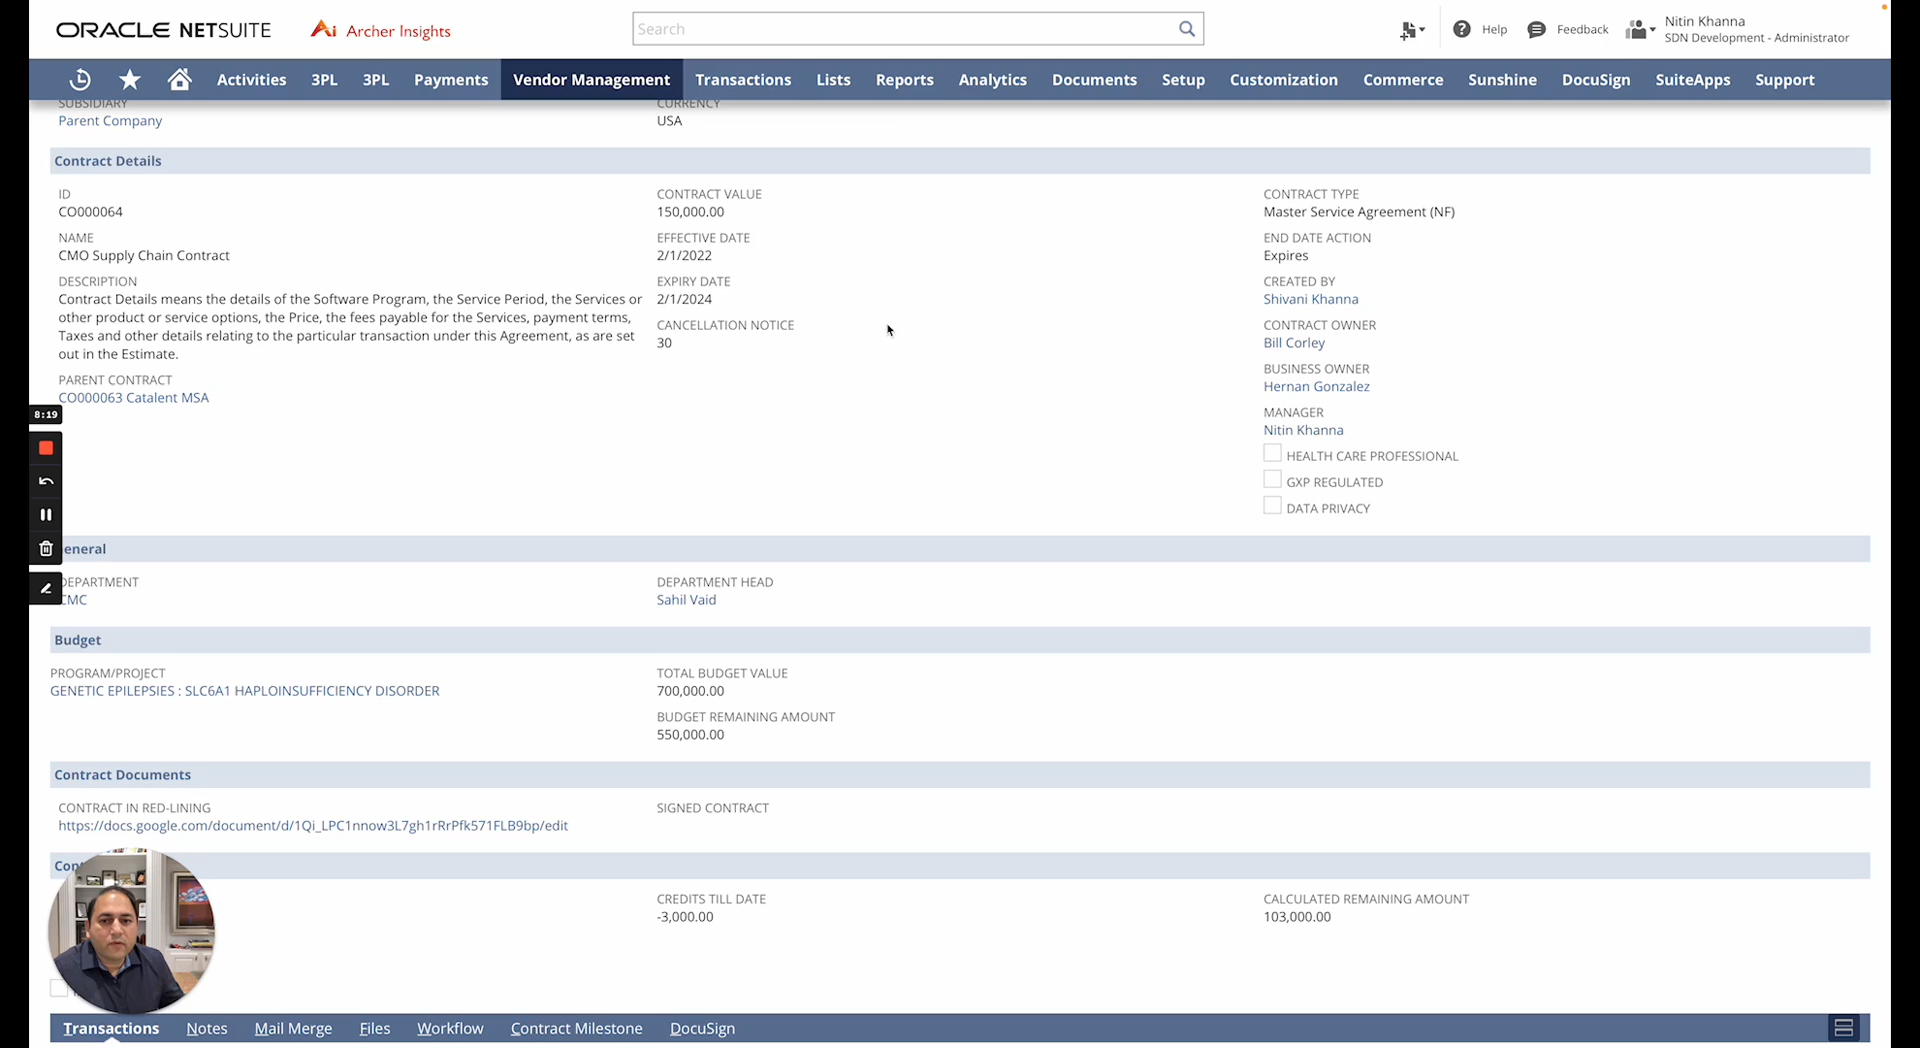 ORACLE NETSUITE
Archer Insights
Search
Help
Feedback
Nitin Khanna
SDN Development - Administrator
Activities
3PL
3PL
Payments
Vendor Management
Transactions
Lists
Reports
Analytics
Documents
Setup
Customization
Commerce
Sunshine
DocuSign
SuiteApps
Support
SUBSIDIARY
Parent Company
CURRENCY
USA
Contract Details
ID
CO000064
NAME
CMO Supply Chain Contract
DESCRIPTION
Contract Details means the details of the Software Program, the Service Period, the Services or
other product or service options, the Price, the fees payable for the Services, payment terms,
Taxes and other details relating to the particular transaction under this Agreement, as are set
out in the Estimate.
PARENT CONTRACT
CO000063 Catalent MSA
CONTRACT VALUE
150,000.00
EFFECTIVE DATE
2/1/2022
EXPIRY DATE
2/1/2024
CANCELLATION NOTICE
30
CONTRACT TYPE
Master Service Agreement (NF)
END DATE ACTION
Expires
CREATED BY
Shivani Khanna
CONTRACT OWNER
Bill Corley
BUSINESS OWNER
Hernan Gonzalez
MANAGER
Nitin Khanna
HEALTH CARE PROFESSIONAL
GXP REGULATED
DATA PRIVACY
8:19
eneral
DEPARTMENT
CMC
DEPARTMENT HEAD
Sahil Vaid
Budget
PROGRAM/PROJECT
GENETIC EPILEPSIES : SLC6A1 HAPLOINSUFFICIENCY DISORDER
TOTAL BUDGET VALUE
700,000.00
BUDGET REMAINING AMOUNT
550,000.00
Contract Documents
CONTRACT IN RED-LINING
https://docs.google.com/document/d/1Qi_LPC1nnow3L7gh1rRrPfk571FLB9bp/edit
SIGNED CONTRACT
CREDITS TILL DATE
-3,000.00
CALCULATED REMAINING AMOUNT
103,000.00
Transactions
Notes
Mail Merge
Files
Workflow
Contract Milestone
DocuSign